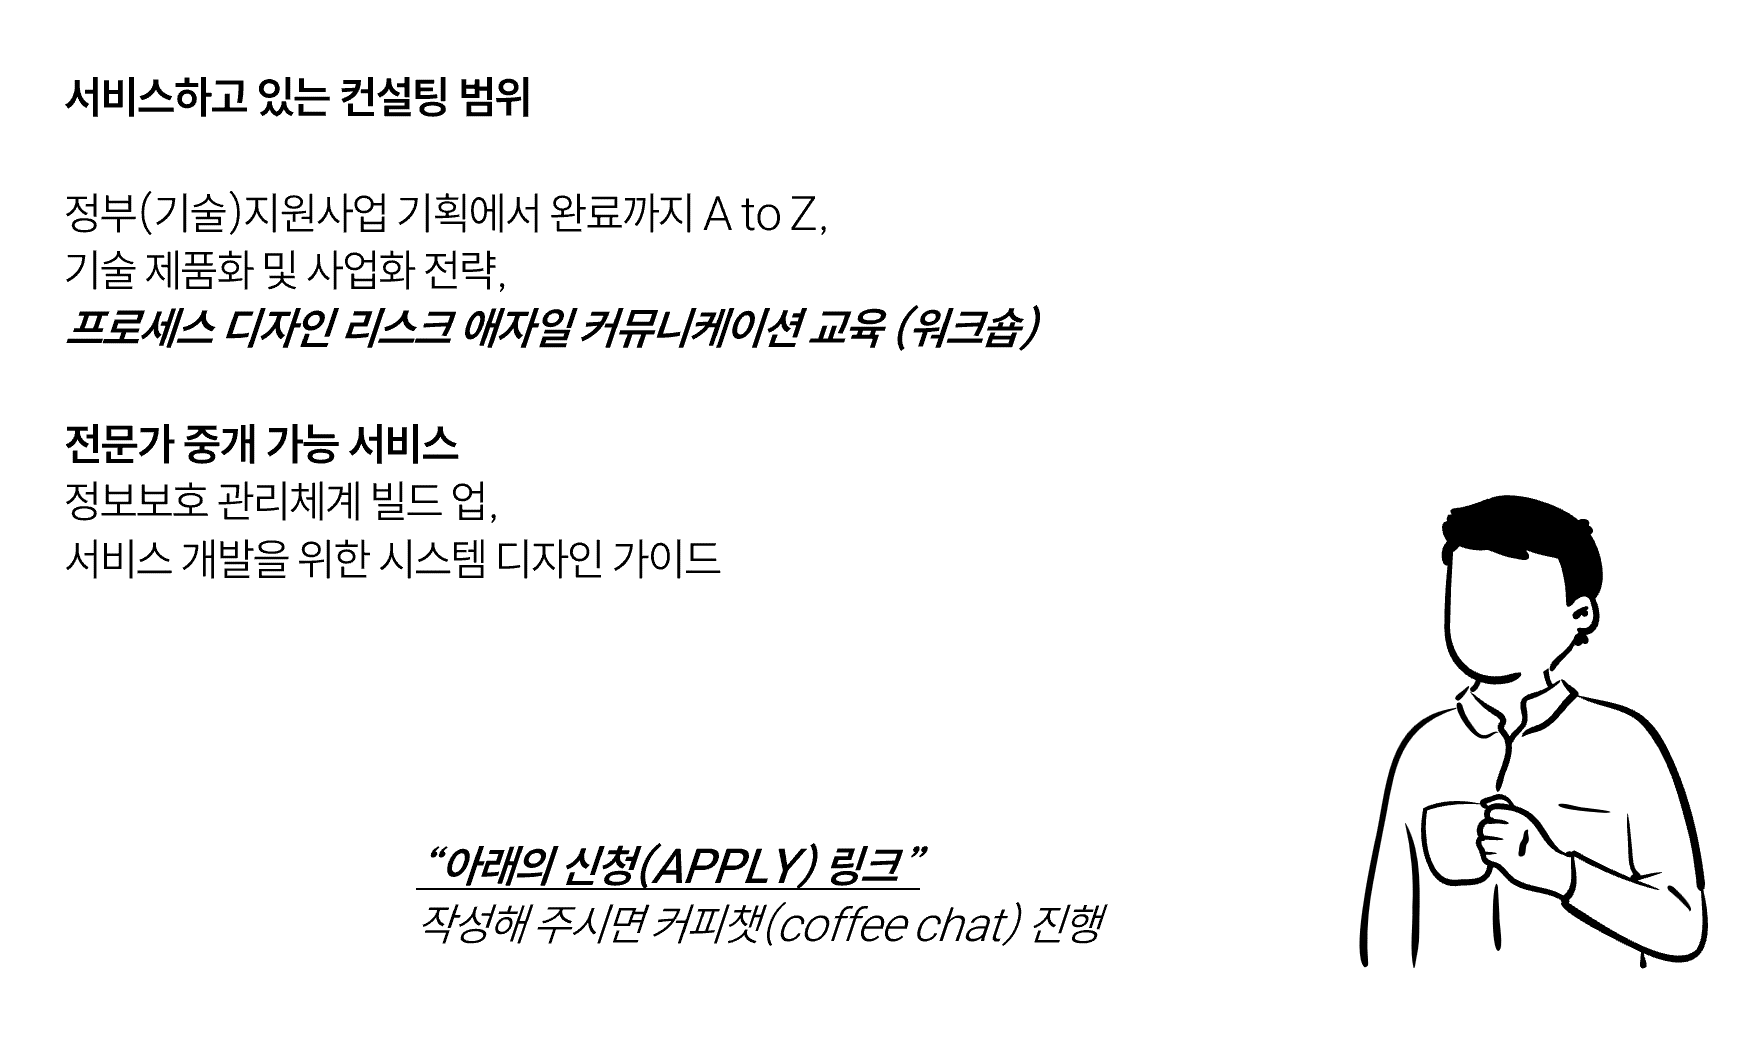 서비스하고 있는 컨설팅 범위
정부(기술)지원사업 기획에서 완료까지 A to Z,
기술 제품화 및 사업화 전략,
프로세스 디자인 리스크 애자일 커뮤니케이션 교육 (워크숍)
전문가 중개 가능 서비스
정보보호 관리체계 빌드 업,
서비스 개발을 위한 시스템 디자인 가이드
“아래의 신청(APPLY) 링크”
작성해 주시면 커피챗(coffee chat) 진행